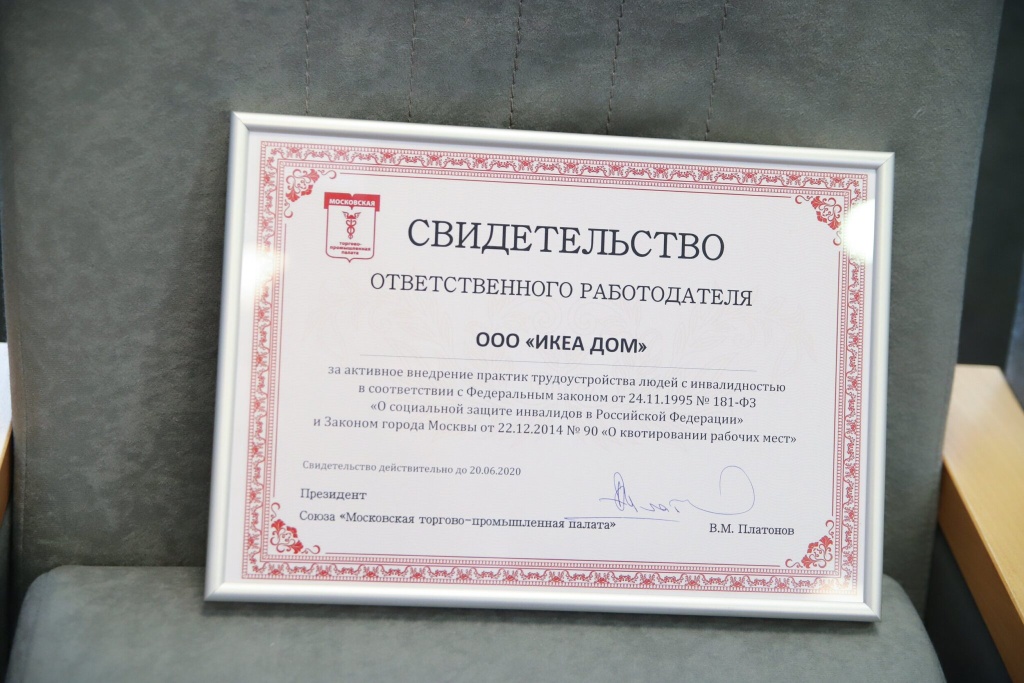 МОСКОВСКАЯ
торгово-
промышленная
палата
СВИДЕТЕЛЬСТВО
ОТВЕТСТВЕННОГО РАБОТОДАТЕЛЯ
ООО «ИКЕА ДОМ»
за активное внедрение практик трудоустройства людей с инвалидностью
в соответствии с Федеральным законом от 24.11.1995 № 181-ФЗ
«О социальной защите инвалидов в Российской Федерации»
и Законом города Москвы от 22.12.2014 № 90 «О квотировании рабочих мест»
Свидетельство действительно до 20.06.2020
Президент
Союза «Московская торгово-промышленная палата»
В.М. Платонов